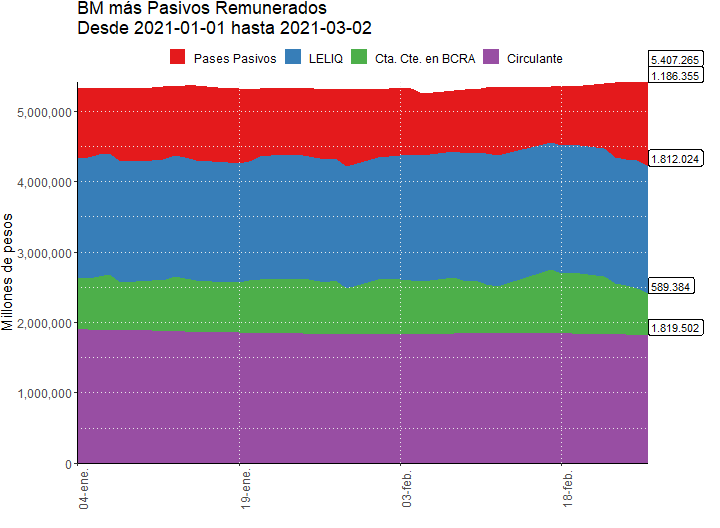 BM más Pasivos Remunerados
Desde 2021-01-01 hasta 2021-03-02
Pases Pasivos LELIQ Cta. Cte. en BCRA Circulante
5.407.265
1.186.355
1.812.024
589.384
1.819.502
Millones de pesos
5,000,000
4,000,000
3,000,000
2,000,000
1,000,000
0
04-ene.
19-ene.
03-feb.
18-feb.